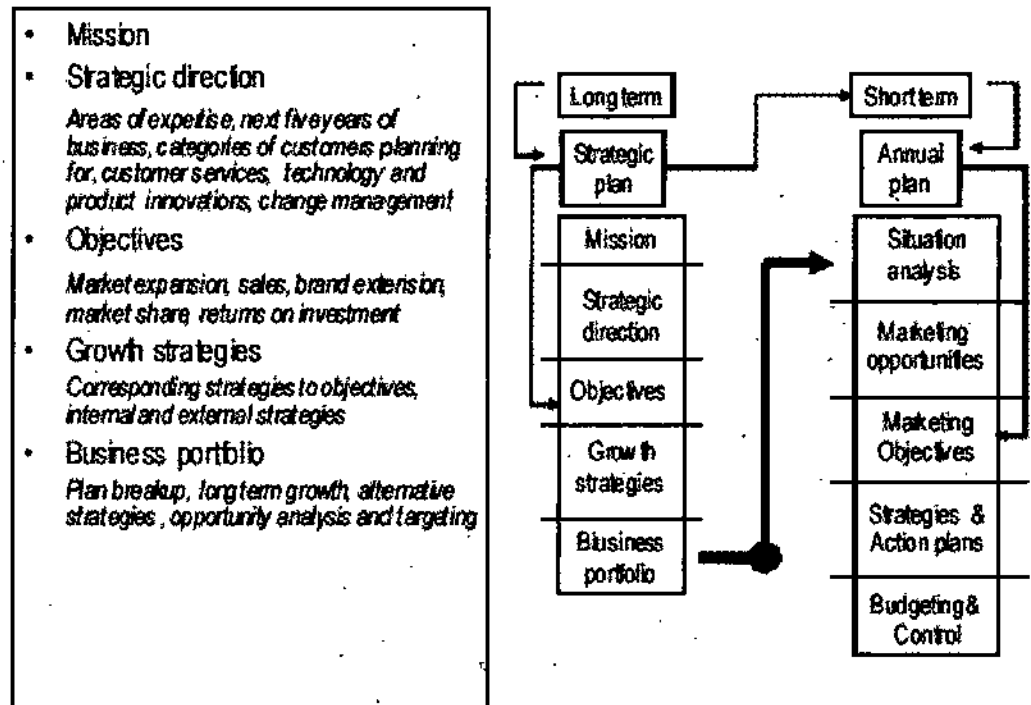 • Mission
• Strategic direction
Areas of expertise, next five years of
business, categories of customers planning
for, customer services, technology and
product innovations, change management
• Objectives
Market expansion, sales, brand extension,
market share, returns on investment
• Growth strategies
Corresponding strategies to objectives,
internal and external strategies
• Business portfolio
Plan breakup, long term growth, alternative
strategies , opportunity analysis and targeting
Long term
Strategic
plan
Mission
Strategic
direction
Objectives
Growth
strategies
Business
portfolio
Short term
Annual
plan
Situation
analysis
Marketing
opportunities
Marketing
Objectives
Strategies &
Action plans
Budgeting &
Control